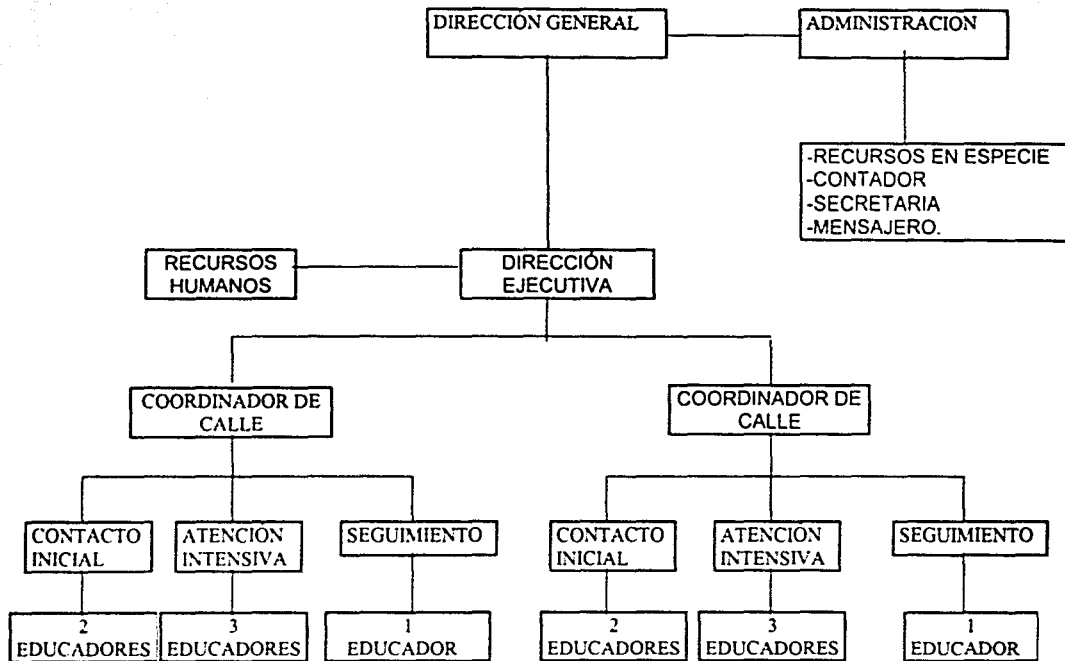 DIRECCIÓN GENERAL
ADMINISTRACION
-RECURSOS EN ESPECIE
-CONTADOR
-SECRETARIA
-MENSAJERO.
RECURSOS
HUMANOS
DIRECCIÓN
EJECUTIVA
COORDINADOR DE
CALLE
COORDINADOR DE
CALLE
CONTACTO
INICIAL
ATENCIÓN
INTENSIVA
SEGUIMIENTO
CONTACTO
INICIAL
ATENCIÓN
INTENSIVA
SEGUIMIENTO
2
EDUCADORES
3
EDUCADORES
1
EDUCADOR
2
EDUCADORES
3
EDUCADORES
1
EDUCADOR